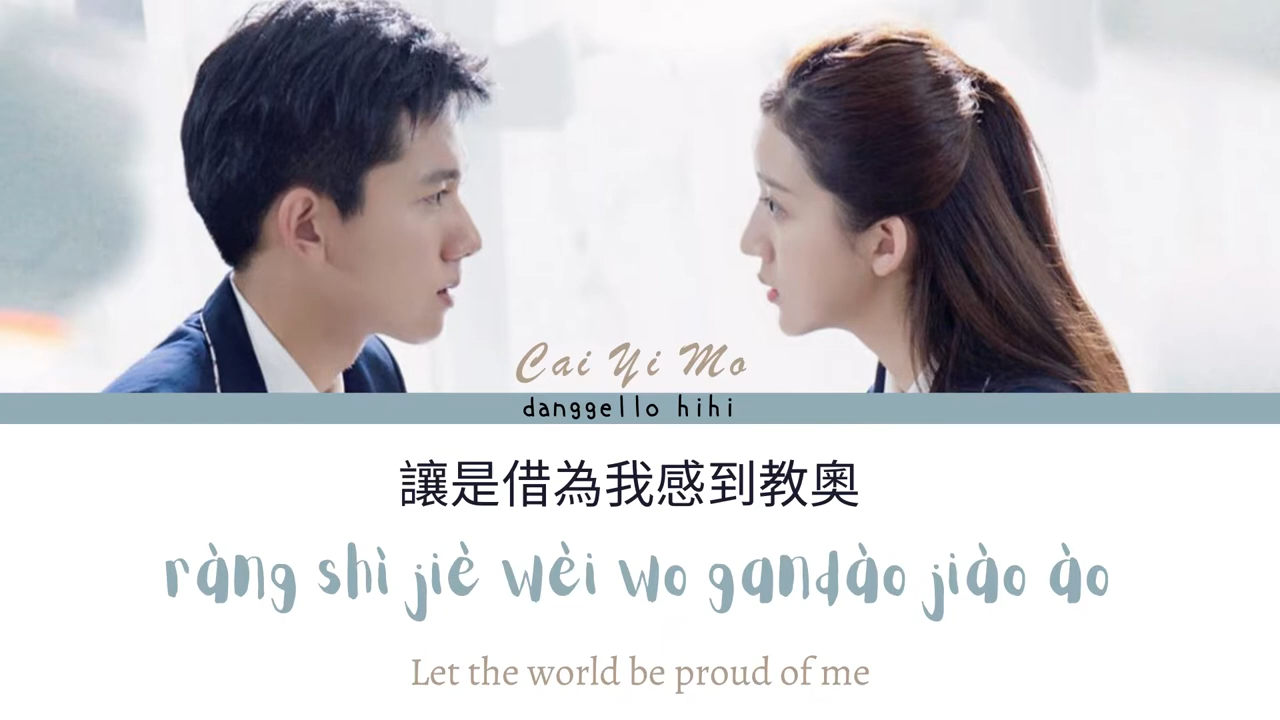 Cai Yi Mo
danggello hihi
讓是借為我感到教奧
ràng shì jiè wèi wo gandào jiào ào
Let the world be proud of me